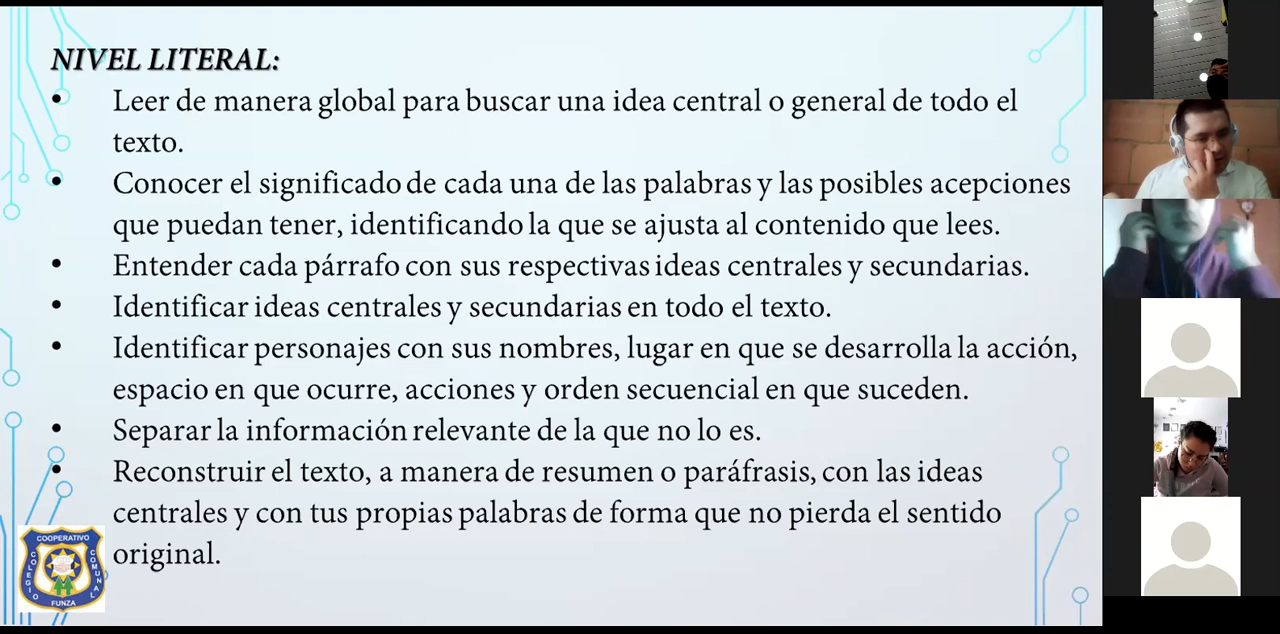 NIVEL LITERAL:
• Leer de manera global para buscar una idea central o general de todo el
texto.
• Conocer el significado de cada una de las palabras y las posibles acepciones
que puedan tener, identificando la que se ajusta al contenido que lees.
• Entender cada párrafo con sus respectivas ideas centrales y secundarias.
• Identificar ideas centrales y secundarias en todo el texto.
• Identificar personajes con sus nombres, lugar en que se desarrolla la acción,
espacio en que ocurre, acciones y orden secuencial en que suceden.
• Separar la información relevante de la que no lo es.
• Reconstruir el texto, a manera de resumen o paráfrasis, con las ideas
centrales y con tus propias palabras de forma que no pierda el sentido
original.
COOPERATIVO
COLEGIO
COMUNAL
FUNZA